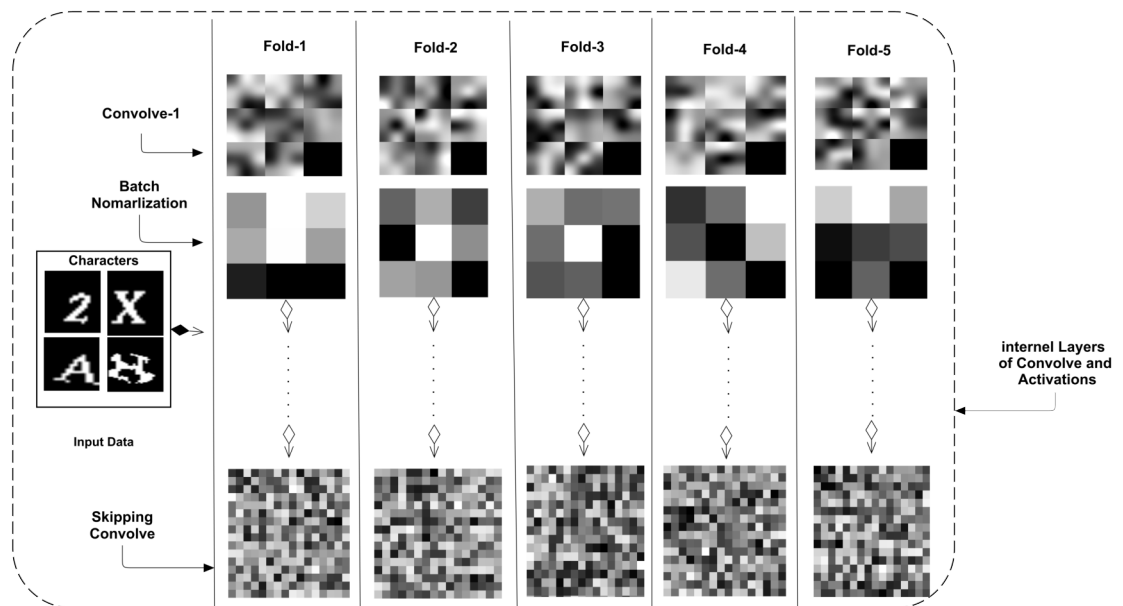 Fold-1
Fold-2
Fold-3
Fold-4
Fold-5
Convolve-1
Batch
Nomarlization
Characters
2 X
A
Input Data
Skipping
Convolve
internel Layers
of Convolve and
Activations